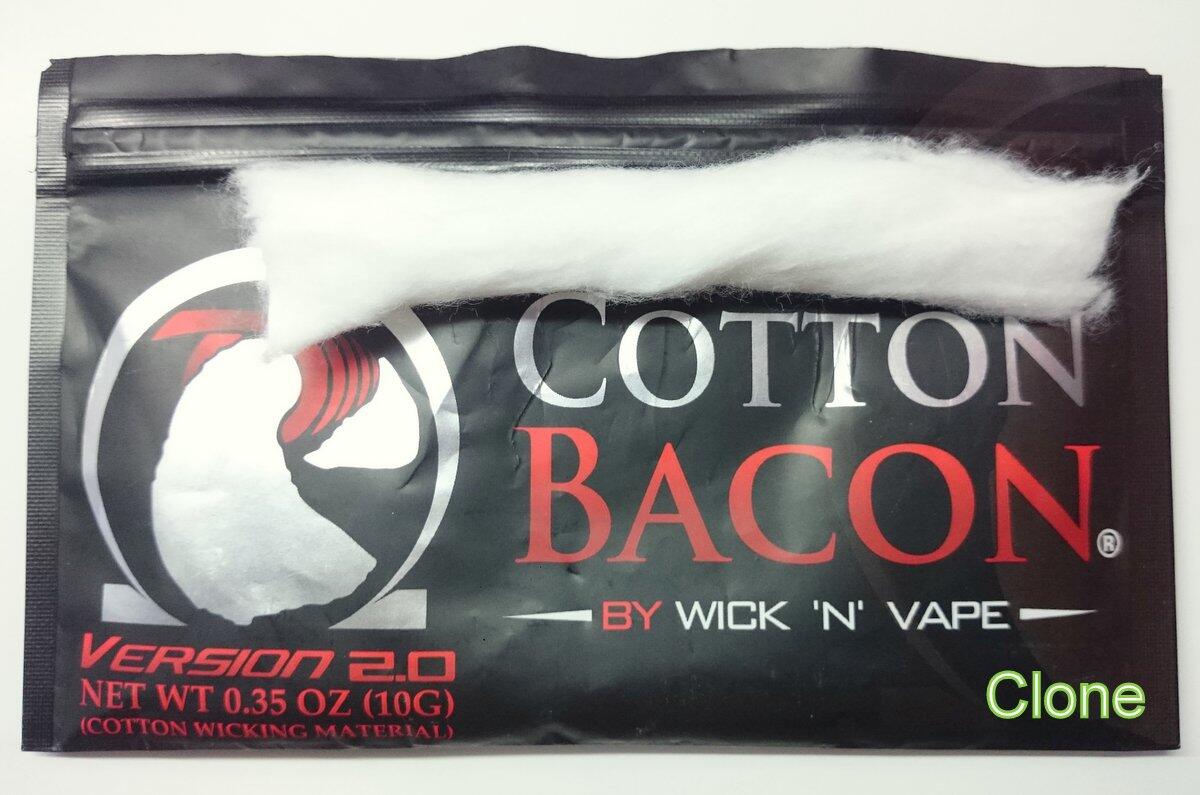 COTTON
BACON®
BY WICK 'N' VAPE
VERSION 2.0
NET WT 0.35 OZ (10G)
(COTTON WICKING MATERIAL)
Clone